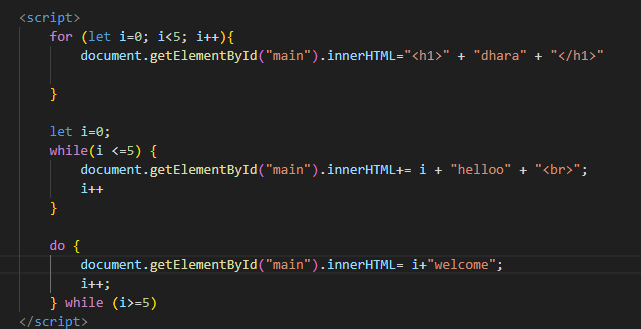 <script>
for (let i=0; i<5; i++){
document.getElementById("main").innerHTML="<h1>" + "dhara" + "</h1>"
}
let i=0;
while(i <=5) {
document.getElementById("main").innerHTML+= i + "helloo" + "<br>";
i++
}
do {
document.getElementById("main").innerHTML= i+"welcome";
i++;
} while (i>=5)
</script>